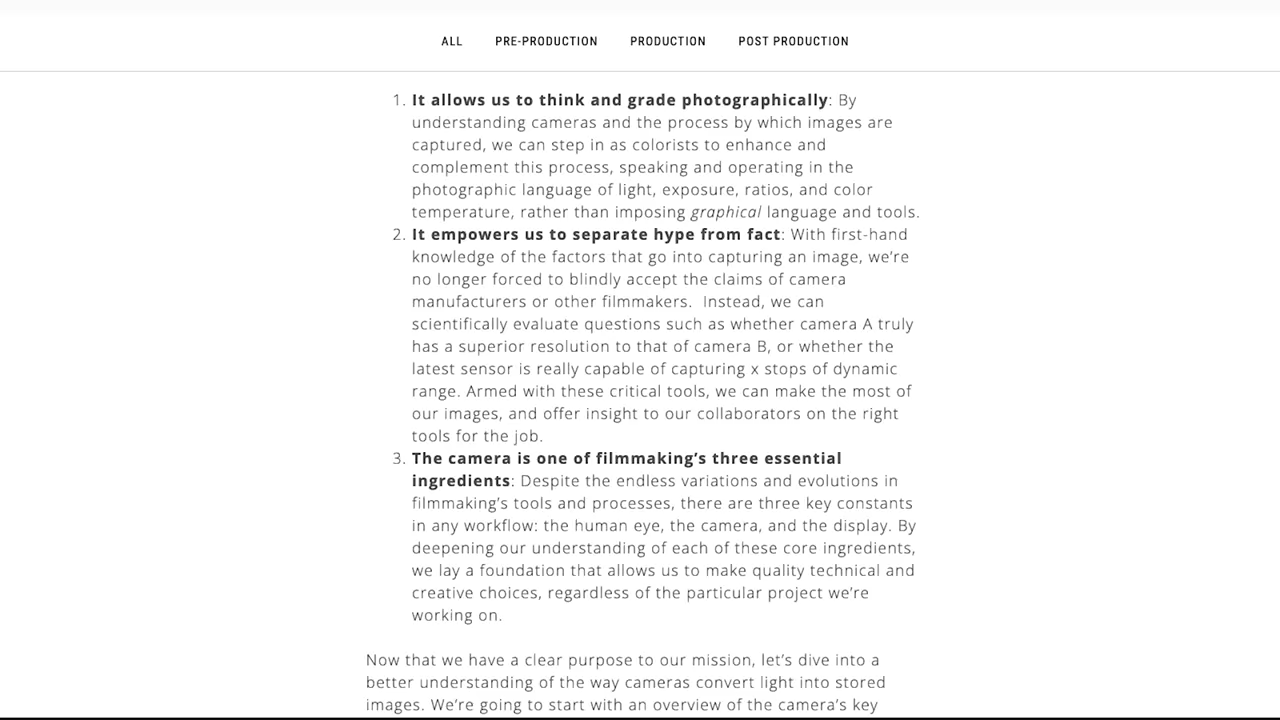 ALL PRE-PRODUCTION PRODUCTION POST PRODUCTION
1. It allows us to think and grade photographically: By
understanding cameras and the process by which images are
captured, we can step in as colorists to enhance and
complement this process, speaking and operating in the
photographic language of light, exposure, ratios, and color
temperature, rather than imposing graphical language and tools.
2. It empowers us to separate hype from fact: With first-hand
knowledge of the factors that go into capturing an image, we’re
no longer forced to blindly accept the claims of camera
manufacturers or other filmmakers.  Instead, we can
scientifically evaluate questions such as whether camera A truly
has a superior resolution to that of camera B, or whether the
latest sensor is really capable of capturing x stops of dynamic
range. Armed with these critical tools, we can make the most of
our images, and offer insight to our collaborators on the right
tools for the job.
3. The camera is one of filmmaking’s three essential
ingredients: Despite the endless variations and evolutions in
filmmaking’s tools and processes, there are three key constants
in any workflow: the human eye, the camera, and the display. By
deepening our understanding of each of these core ingredients,
we lay a foundation that allows us to make quality technical and
creative choices, regardless of the particular project we’re
working on.
Now that we have a clear purpose to our mission, let’s dive into a
better understanding of the way cameras convert light into stored
images. We’re going to start with an overview of the camera’s key